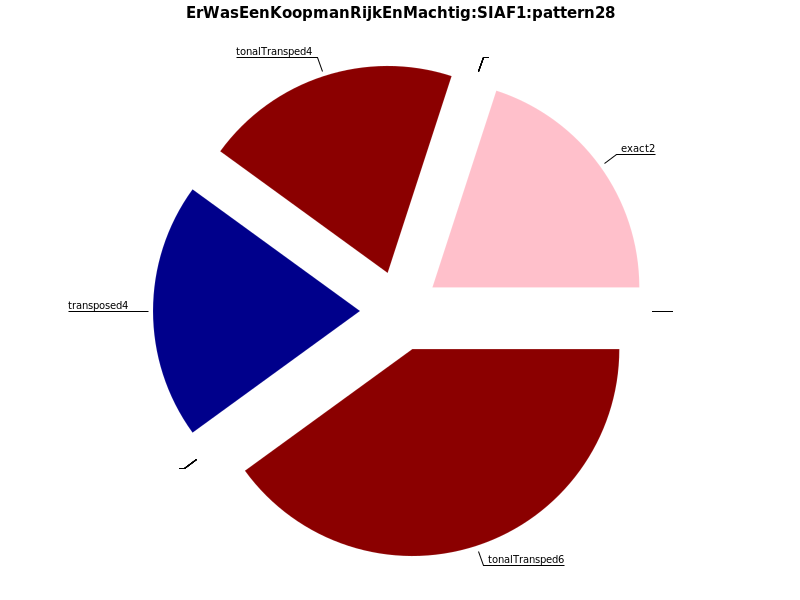 ErWasEenKoopmanRijkEnMachtig:SIAF1:pattern28
tonalTransped4
exact2
transposed4
tonalTransped6